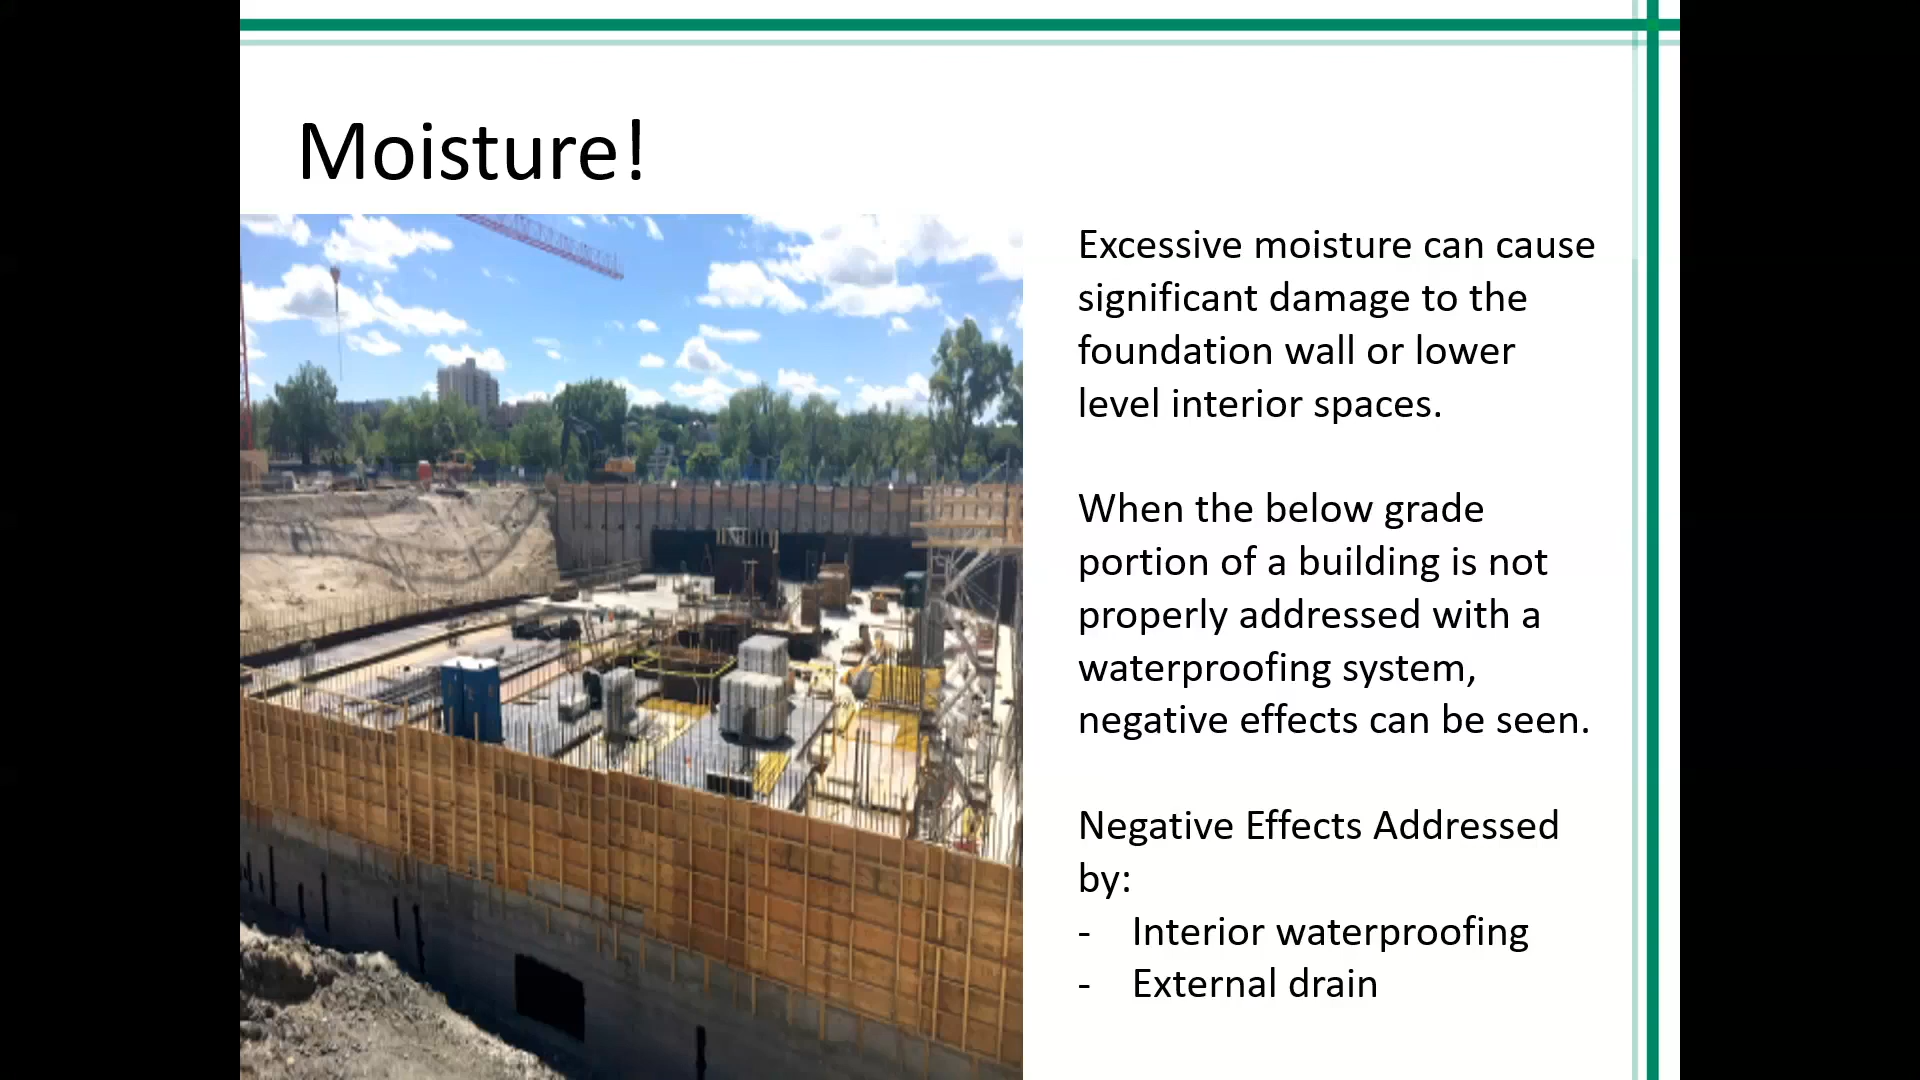 Moisture!
Excessive moisture can cause
significant damage to the
foundation wall or lower
level interior spaces.
When the below grade
portion of a building is not
properly addressed with a
waterproofing system,
negative effects can be seen.
Negative Effects Addressed
by:
- Interior waterproofing
- External drain